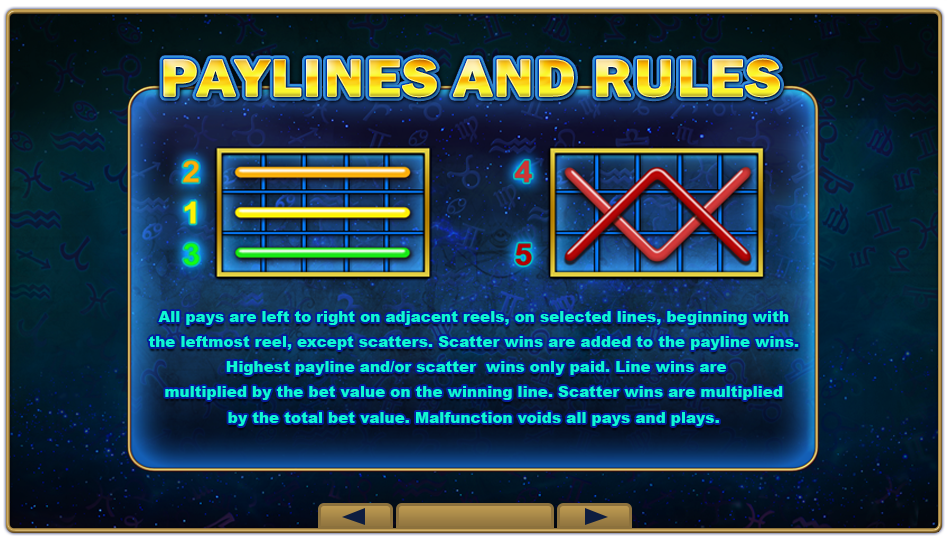 PAYLINES AND RULES
2
1
3
4
5
All pays are left to right on adjacent reels, on selected lines, beginning with
the leftmost reel, except scatters. Scatter wins are added to the payline wins.
Highest payline and/or scatter wins only paid. Line wins are
multiplied by the bet value on the winning line. Scatter wins are multiplied
by the total bet value. Malfunction voids all pays and plays.